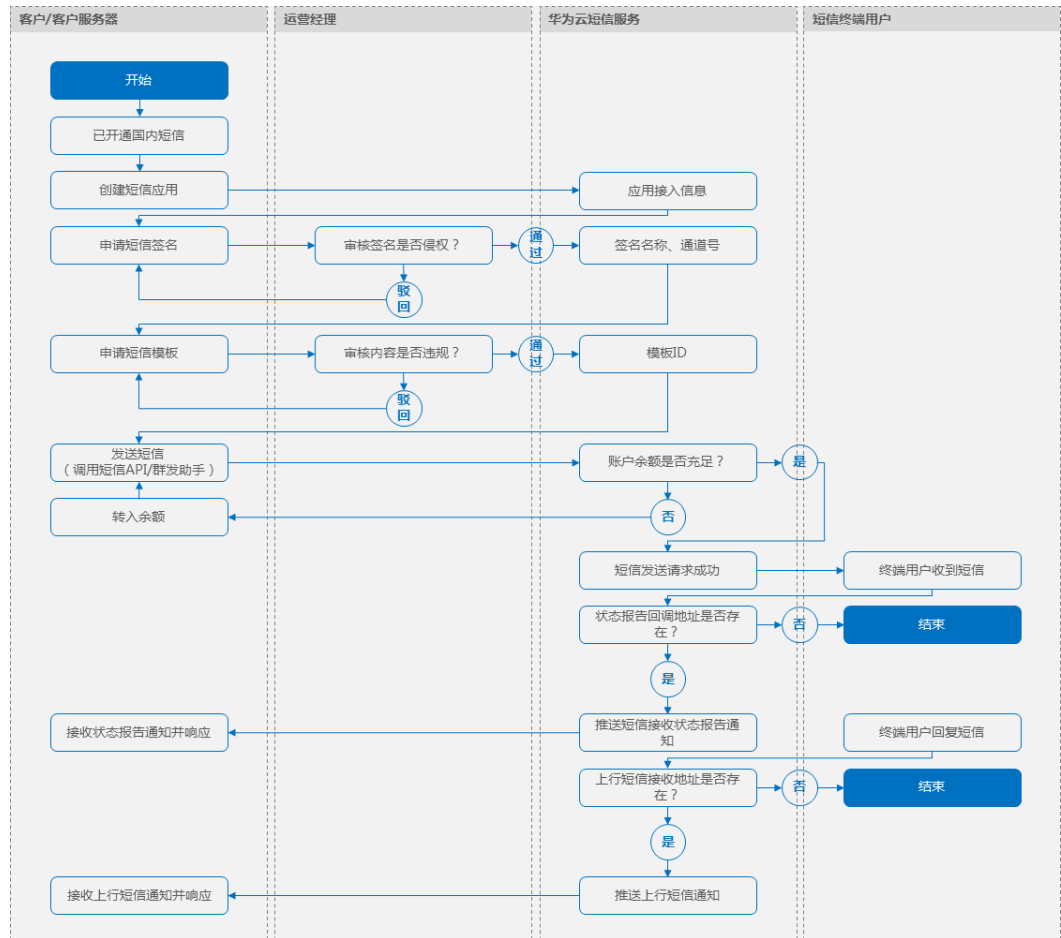 客户/客户服务器
运营经理
华为云短信服务
短信终端用户
开始
已开通国内短信
创建短信应用
应用接入信息
申请短信签名
审核签名是否侵权？
通
过
签名名称、通道号
驳
回
申请短信模板
审核内容是否违规？
通
过
模板ID
驳
回
发送短信
（调用短信API/群发助手）
账户余额是否充足？
是
转入余额
否
短信发送请求成功
终端用户收到短信
状态报告回调地址是否存
在？
否
结束
是
接收状态报告通知并响应
推送短信接收状态报告通
知
终端用户回复短信
上行短信接收地址是否存
在？
否
结束
是
接收上行短信通知并响应
推送上行短信通知